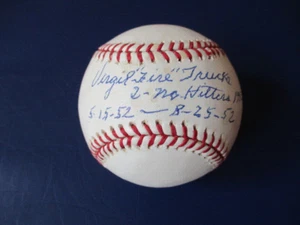 Virgil "Fire" Trucks
2-No Hitters
5-15-52 — 8-25-52